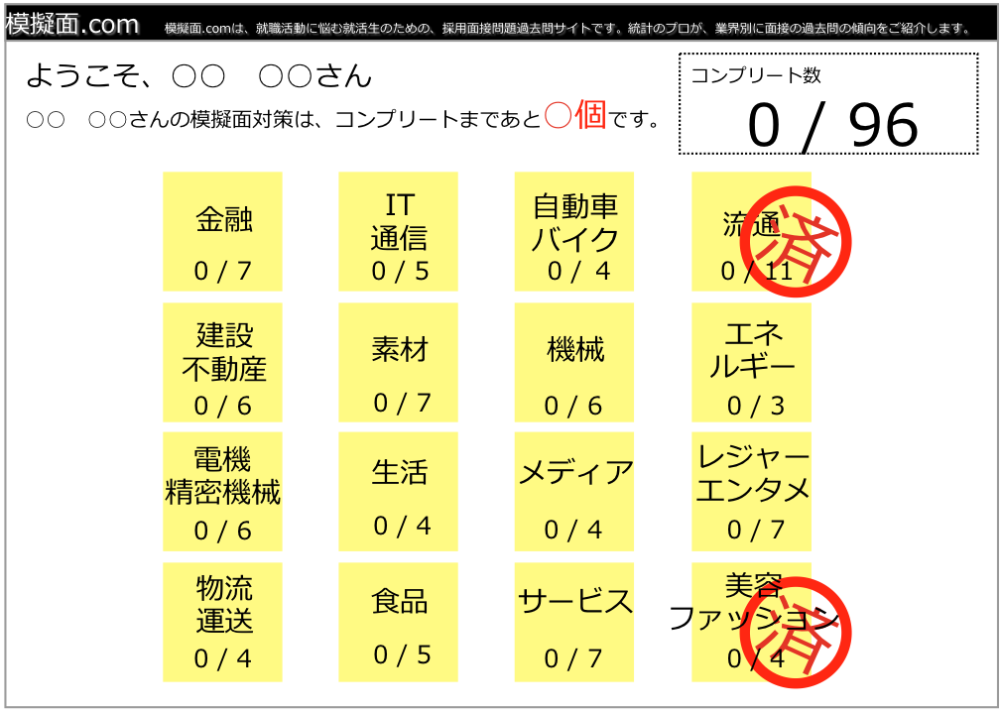 模擬面.com
模擬面.comは、就職活動に悩む就活生のための、採用面接問題過去問サイトです。統計のプロが、業界別に面接の過去問の傾向をご紹介します。
ようこそ、○○　○○さん
○○　○○さんの模擬面対策は、コンプリートまであと○個です。
コンプリート数
0 / 96
金融
0 / 7
IT
通信
0 / 5
自動車
バイク
0 / 4
流通
0 / 11
済
建設
不動産
0 / 6
素材
0 / 7
機械
0 / 6
エネ
ルギー
0 / 3
電機
精密機械
0 / 6
生活
0 / 4
メディア
0 / 4
レジャー
エンタメ
0 / 7
物流
運送
0 / 4
食品
0 / 5
サービス
0 / 7
美容
ファッション
0 / 4
済